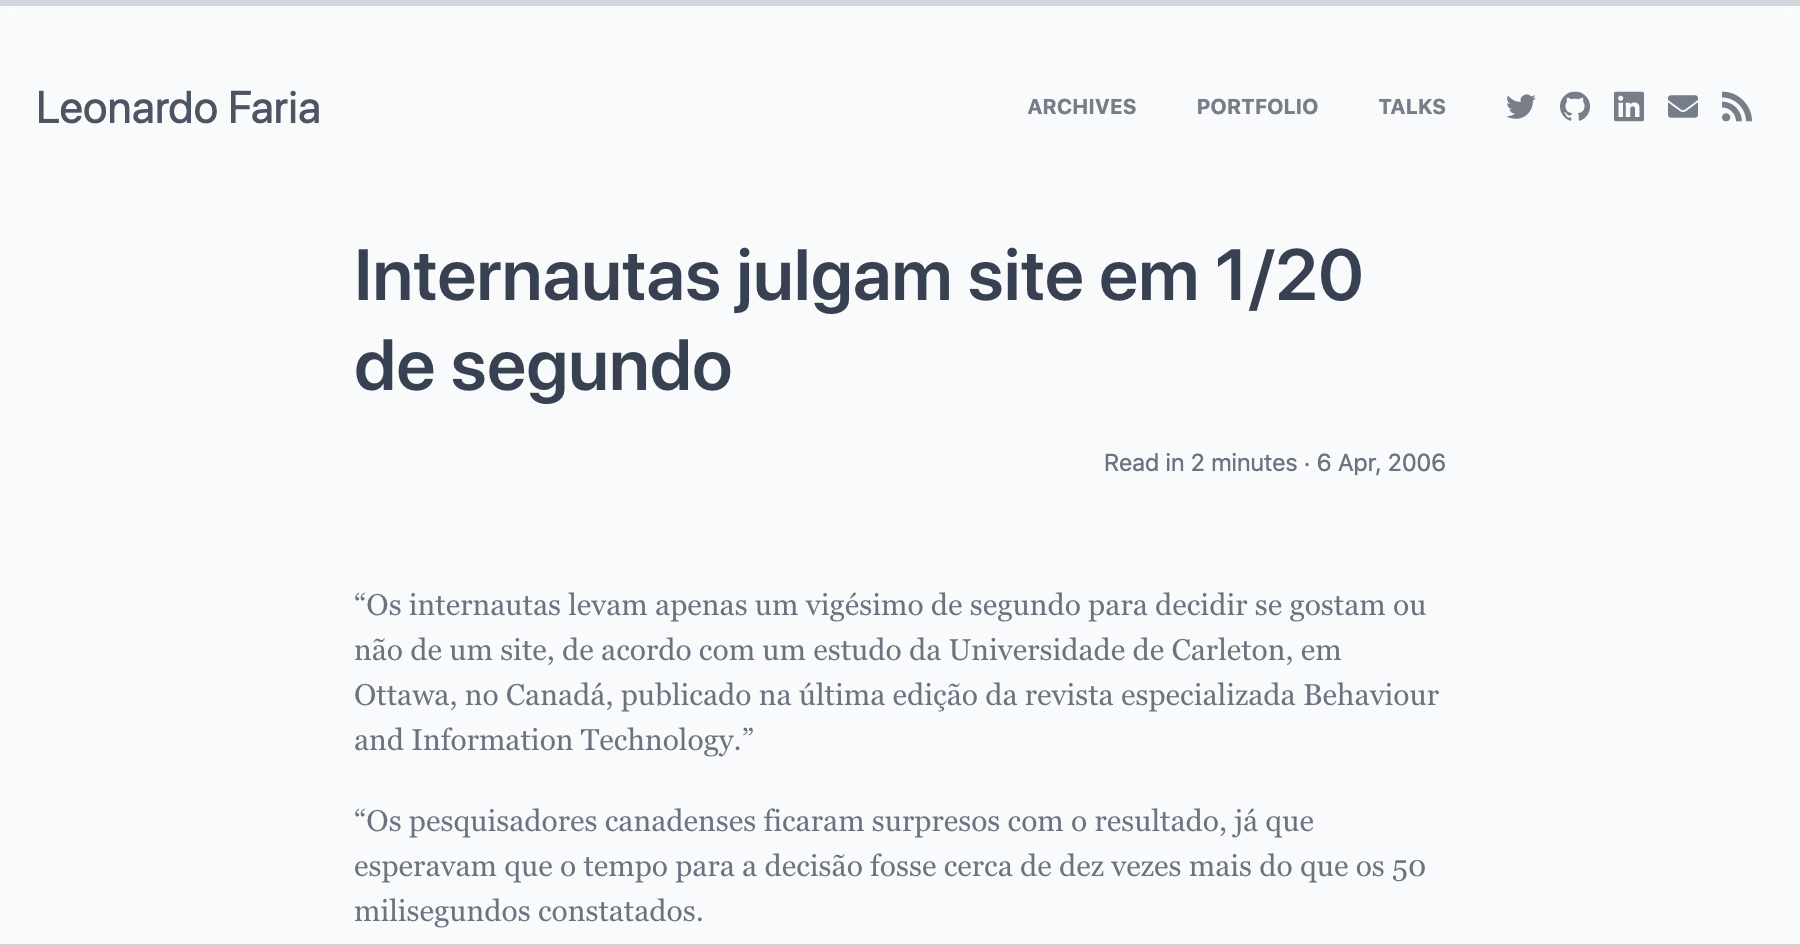 Leonardo Faria
ARCHIVES PORTFOLIO TALKS
Internautas julgam site em 1/20
de segundo
Read in 2 minutes · 6 Apr, 2006
“Os internautas levam apenas um vigésimo de segundo para decidir se gostam ou
não de um site, de acordo com um estudo da Universidade de Carleton, em
Ottawa, no Canadá, publicado na última edição da revista especializada Behaviour
and Information Technology.”
“Os pesquisadores canadenses ficaram surpresos com o resultado, já que
esperavam que o tempo para a decisão fosse cerca de dez vezes mais do que os 50
milisegundos constatados.